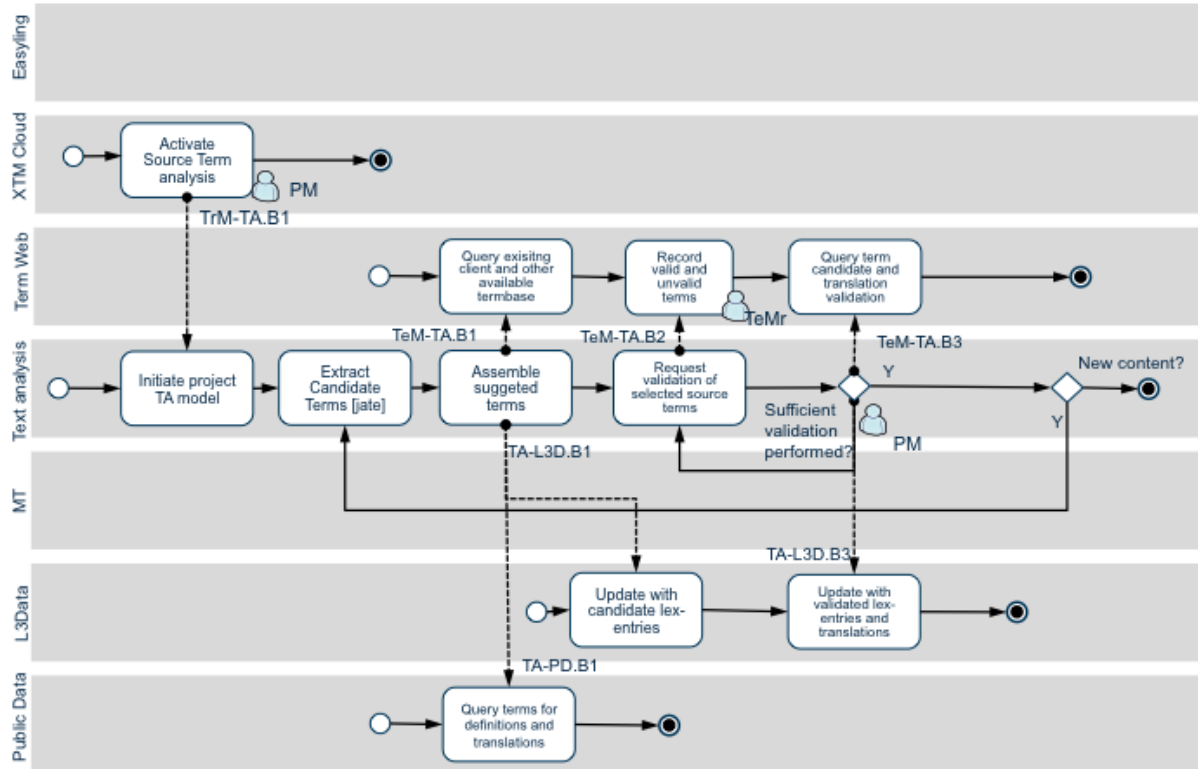 Easyling
XTM Cloud
Activate
Source Term
analysis
PM
TrM-TA.B1
Term Web
Query exisitng
client and other
available
termbase
Record
valid and
unvalid
terms
TeMr
Query term
candidate and
translation
validation
TeM-TA.B1
TeM-TA.B2
TeM-TA.B3
Text analysis
Initiate project
TA model
Extract
Candidate
Terms [jate]
Assemble
suggeted
terms
Request
validation of
selected source
terms
Y
New content?
Sufficient
validation
performed?
PM
Y
TA-L3D.B1
MT
TA-L3D.B3
L3Data
Update with
candidate lex-
entries
Update with
validated lex-
entries and
translations
TA-PD.B1
Public Data
Query terms for
definitions and
translations